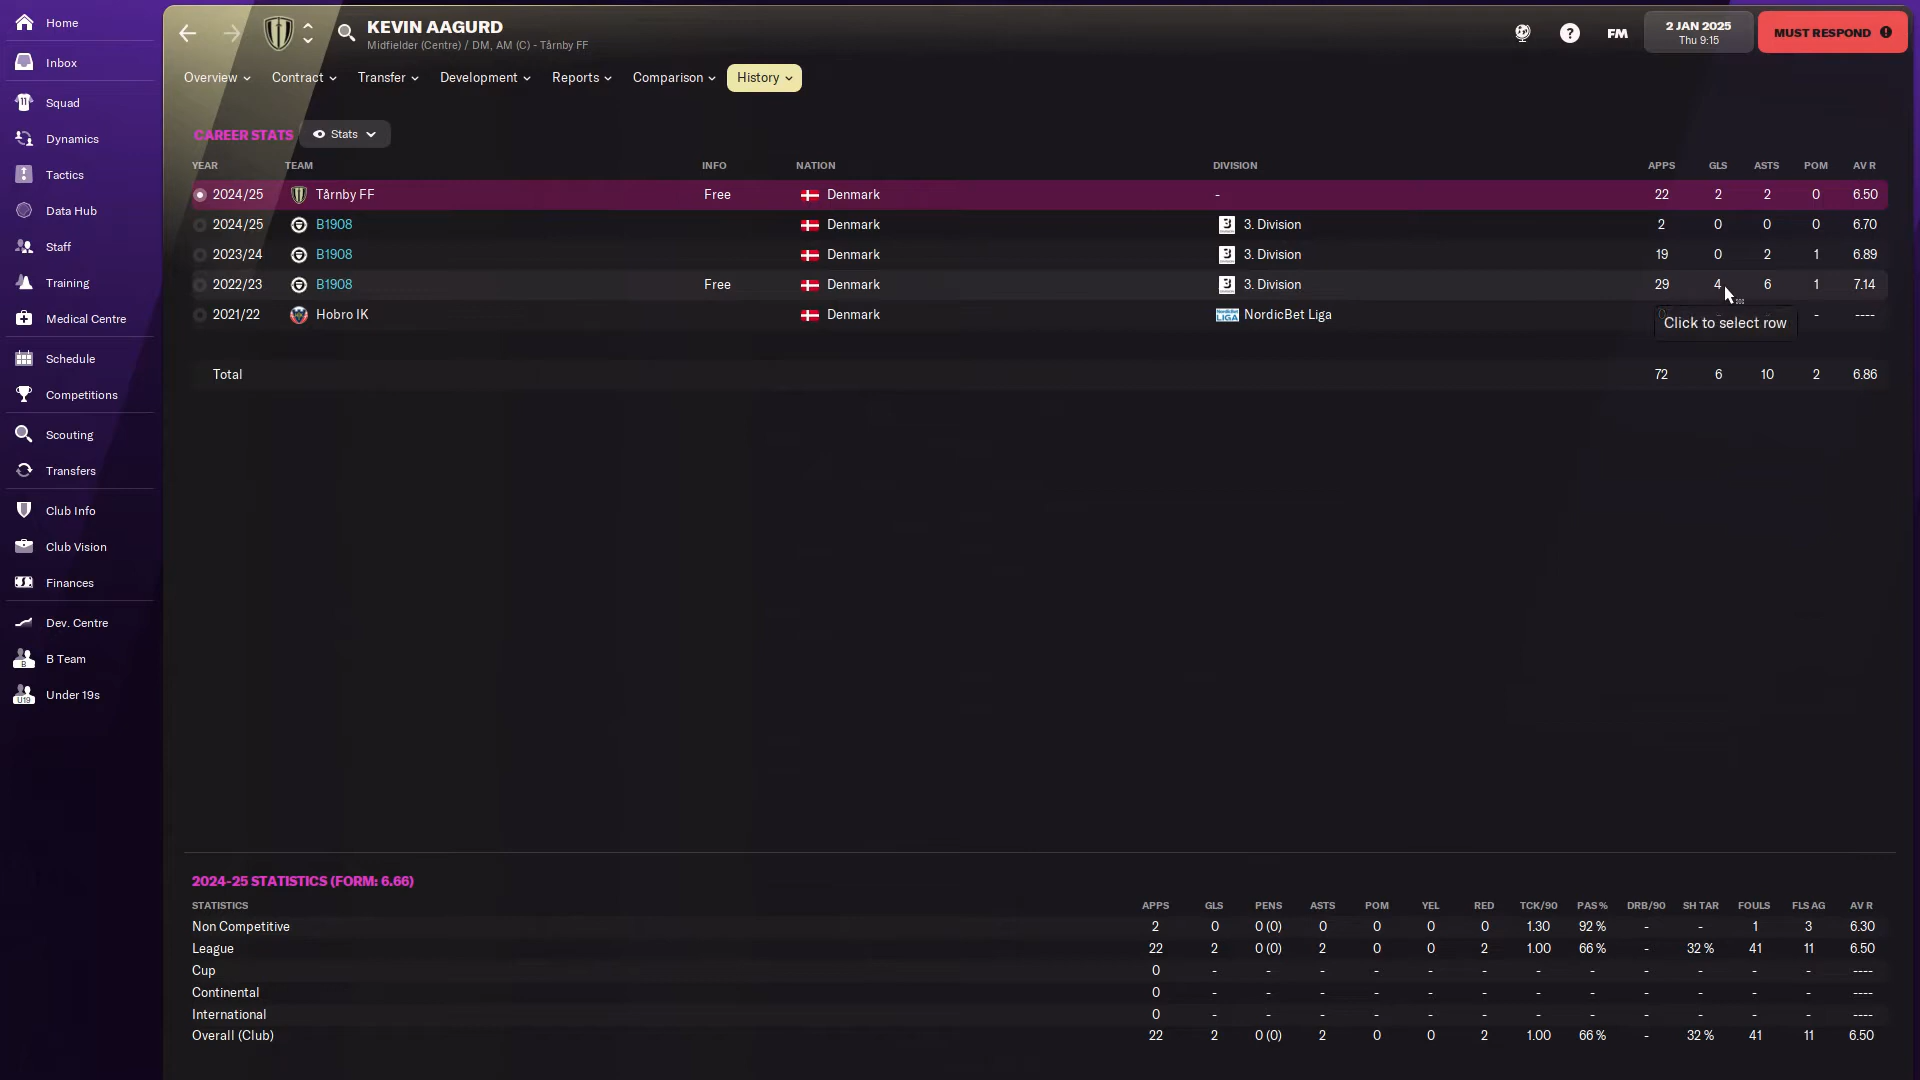 Home
Inbox
Squad
Dynamics
Tactics
Data Hub
Staff
Training
Medical Centre
Schedule
Competitions
Scouting
Transfers
Club Info
Club Vision
Finances
Dev. Centre
B Team
Under 19s
KEVIN AAGURD
Midfielder (Centre) / DM, AM (C) - Tårnby FF
FM
2 JAN 2025
Thu 9:15
MUST RESPOND
Overview Contract Transfer Development Reports Comparison History
CAREER STATS Stats
YEAR TEAM INFO NATION DIVISION APPS GLS ASTS POM AV R
2024/25 Tårnby FF Free Denmark - 22 2 2 0 6.50
2024/25 B1908 Denmark 3. Division 2 0 0 0 6.70
2023/24 B1908 Denmark 3. Division 19 0 2 1 6.89
2022/23 B1908 Free Denmark 3. Division 29 4 6 1 7.14
2021/22 Hobro IK Denmark NordicBet Liga - ----
Click to select row
Total 72 6 10 2 6.86
2024-25 STATISTICS (FORM: 6.66)
STATISTICS APPS GLS PENS ASTS POM YEL RED TCK/90 PAS % DRB/90 SH TAR FOULS FLS AG AV R
Non Competitive 2 0 0 (0) 0 0 0 0 1.30 92 % - - 1 3 6.30
League 22 2 0 (0) 2 0 0 2 1.00 66 % - 32 % 41 11 6.50
Cup 0 - - - - - - - - - - - - ----
Continental 0 - - - - - - - - - - - - ----
International 0 - - - - - - - - - - - - ----
Overall (Club) 22 2 0 (0) 2 0 0 2 1.00 66 % - 32 % 41 11 6.50